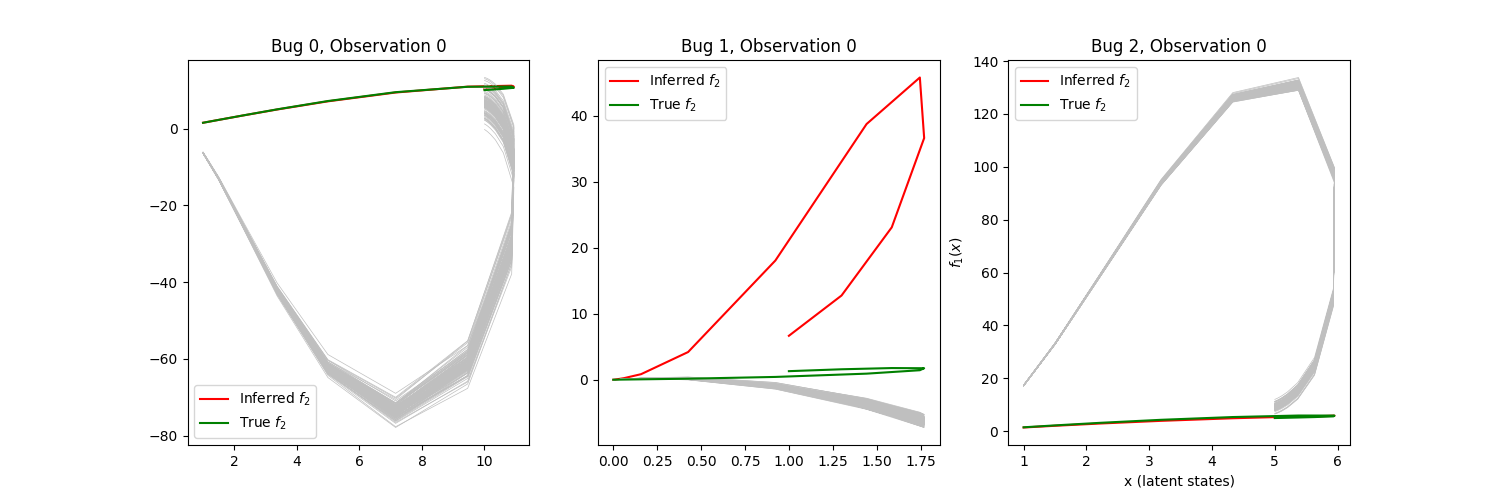 Bug 0, Observation 0
0
−20
−40
−60
−80
Inferred f₂
True f₂
2 4 6 8 10
Bug 1, Observation 0
Inferred f₂
True f₂
40
30
20
10
0
0.00 0.25 0.50 0.75 1.00 1.25 1.50 1.75
Bug 2, Observation 0
f₁(x)
140
120
100
80
60
40
20
0
Inferred f₂
True f₂
1 2 3 4 5 6
x (latent states)